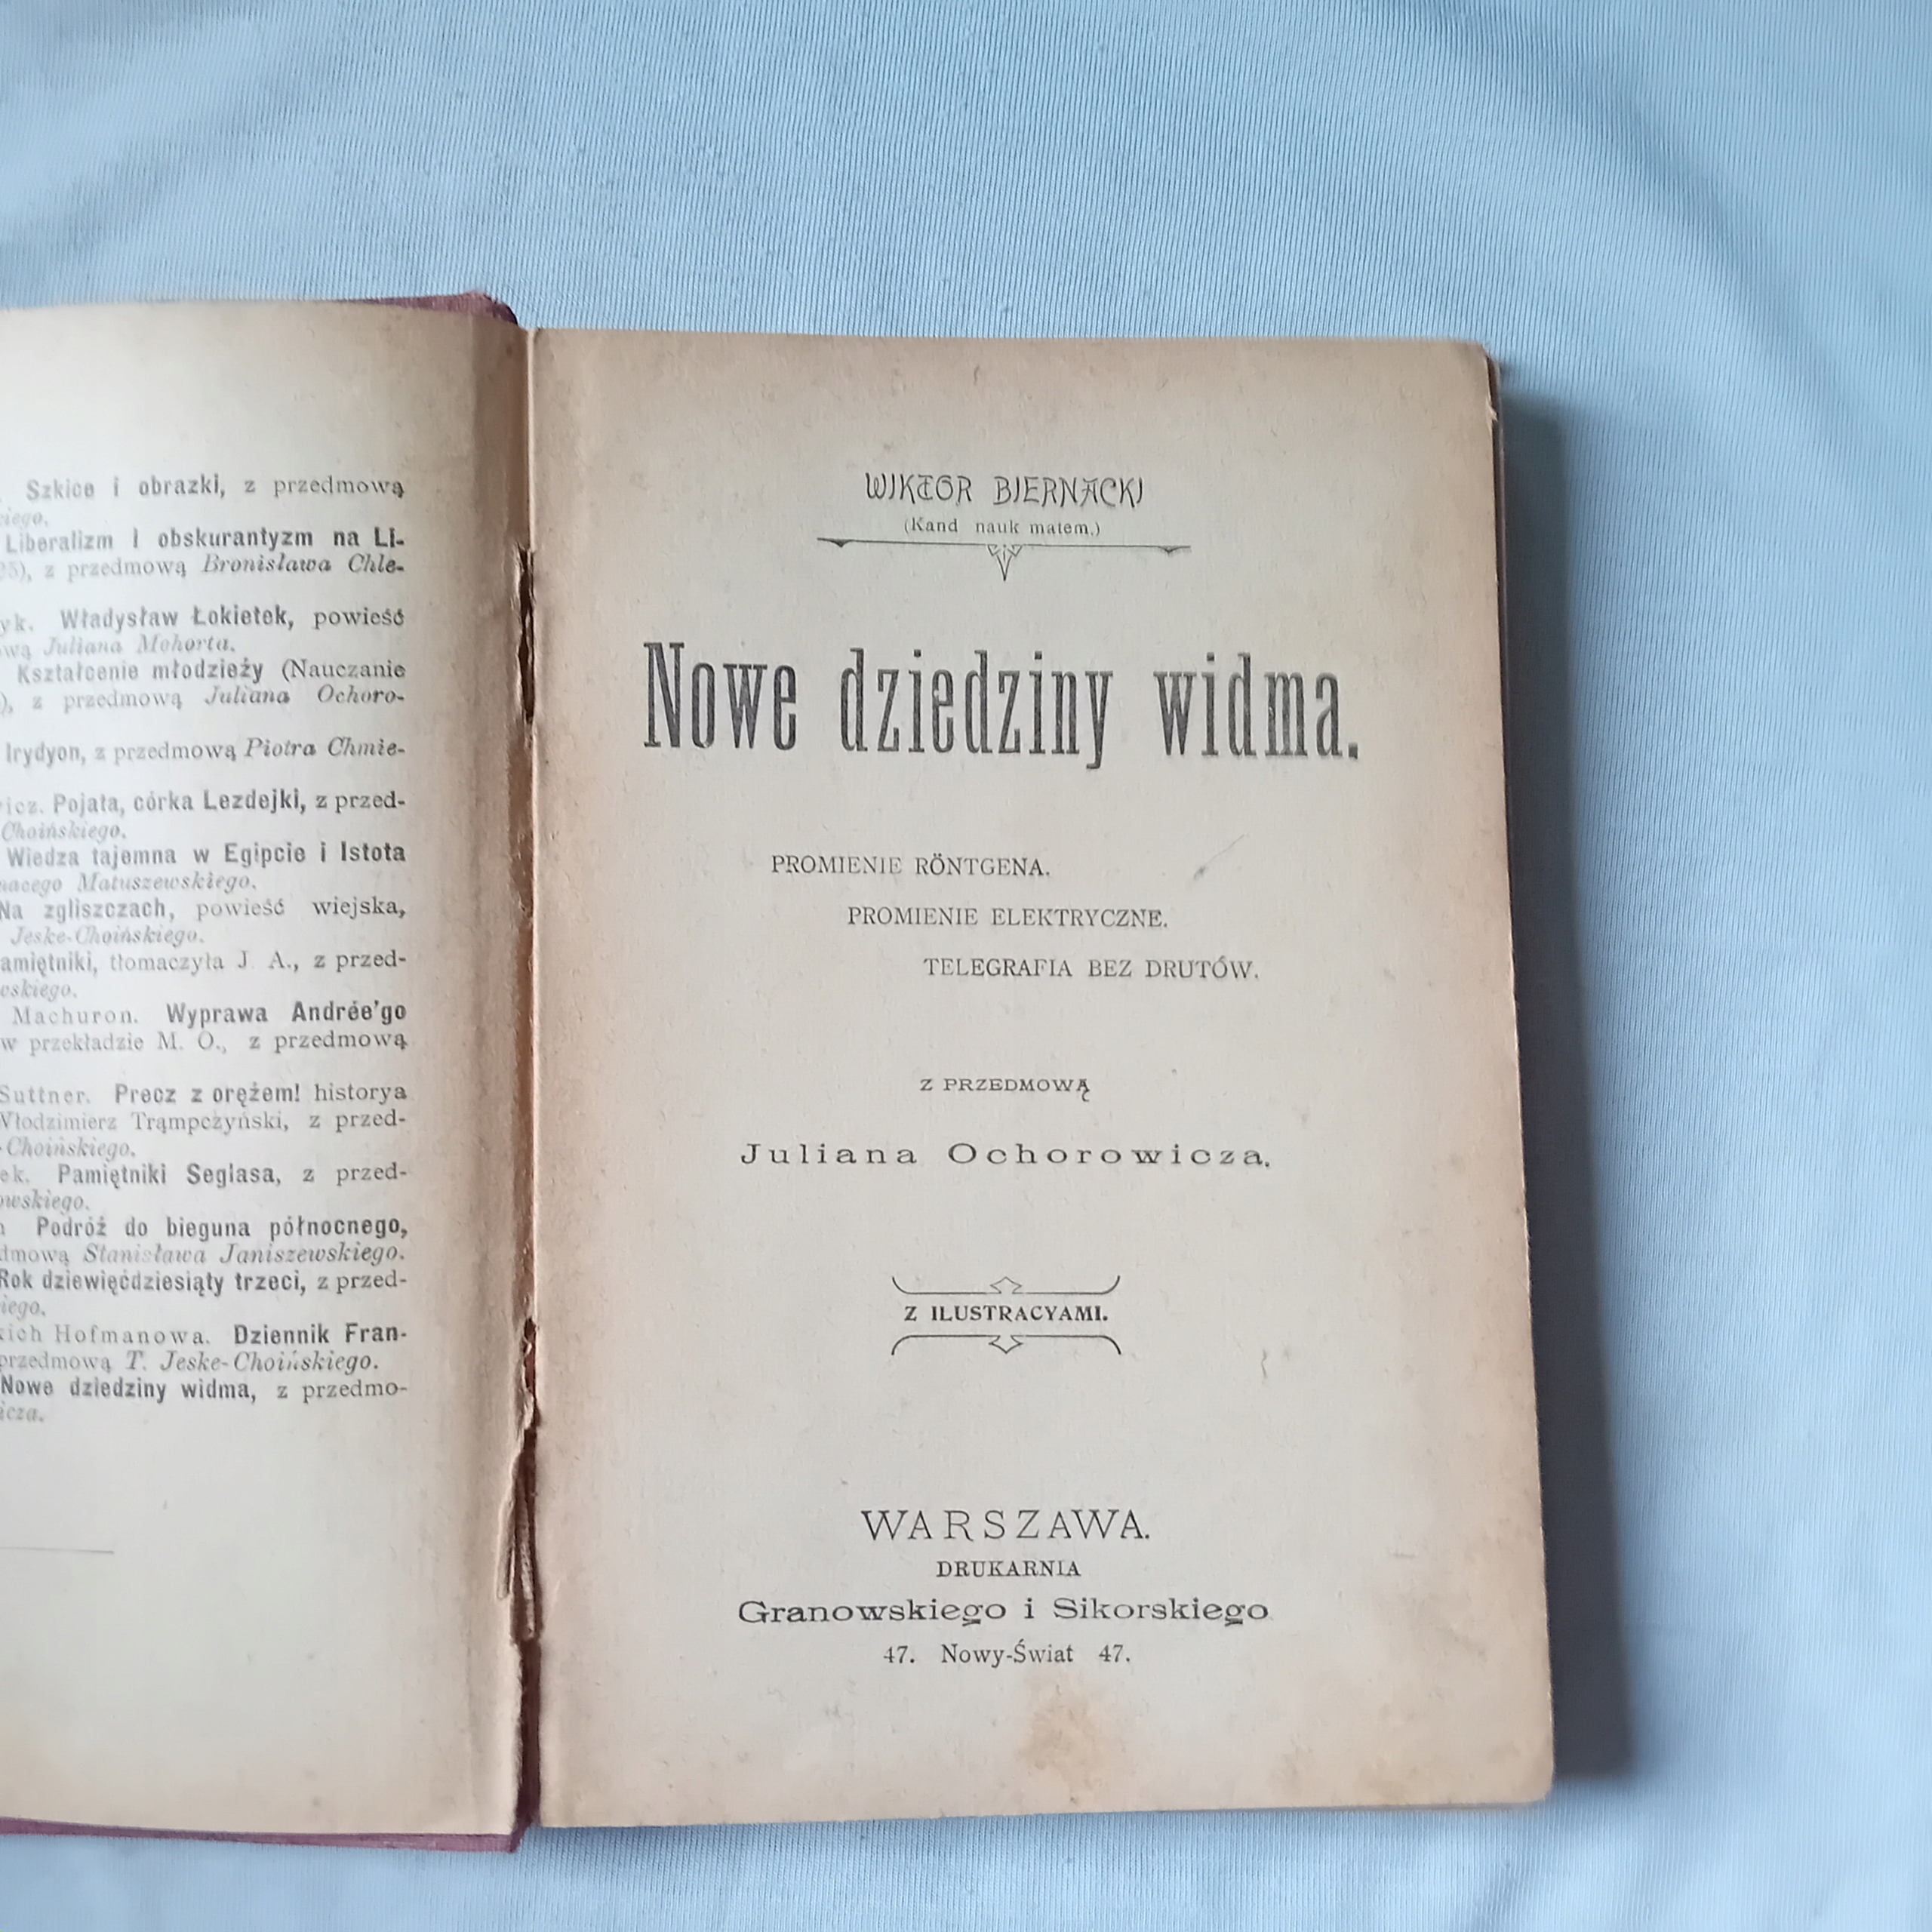 Szkice i obrazki, z przedmową
Liberalizm i obskurantyzm na Li-
z przedmową Bronisława Chle-
Władysław Łokietek, powieść
Juliana Mohorta.
Kształcenie młodzieży (Nauczanie
z przedmową Juliana Ochoro-
Irydyon, z przedmową Piotra Chmie-
Pojata, córka Lezdejki, z przed-
Choińskiego.
Wiedza tajemna w Egipcie i Istota
Matuszewskiego.
Na zgliszczach, powieść wiejska,
Jeske-Choińskiego.
tłomaczyła J. A., z przed-
Machuron. Wyprawa Andrée'go
w przekładzie M. O., z przedmową
Suttner. Precz z orężem! historya
Włodzimierz Trąmpczyński, z przed-
-Choińskiego.
Pamiętniki Seglasa, z przed-
Podróż do bieguna północnego,
Stanisława Janiszewskiego.
Rok dziewięćdziesiąty trzeci, z przed-
Hofmanowa. Dziennik Fran-
przedmową T. Jeske-Choińskiego.
Nowe dziedziny widma, z przedmo-
WIKTOR BIERNACKI
(Kand nauk matem.)
Nowe dziedziny widma.
PROMIENIE RÖNTGENA.
PROMIENIE ELEKTRYCZNE.
TELEGRAFIA BEZ DRUTÓW.
Z PRZEDMOWĄ
Juliana Ochorowicza.
Z ILUSTRACYAMI.
WARSZAWA.
DRUKARNIA
Granowskiego i Sikorskiego
47. Nowy-Świat 47.